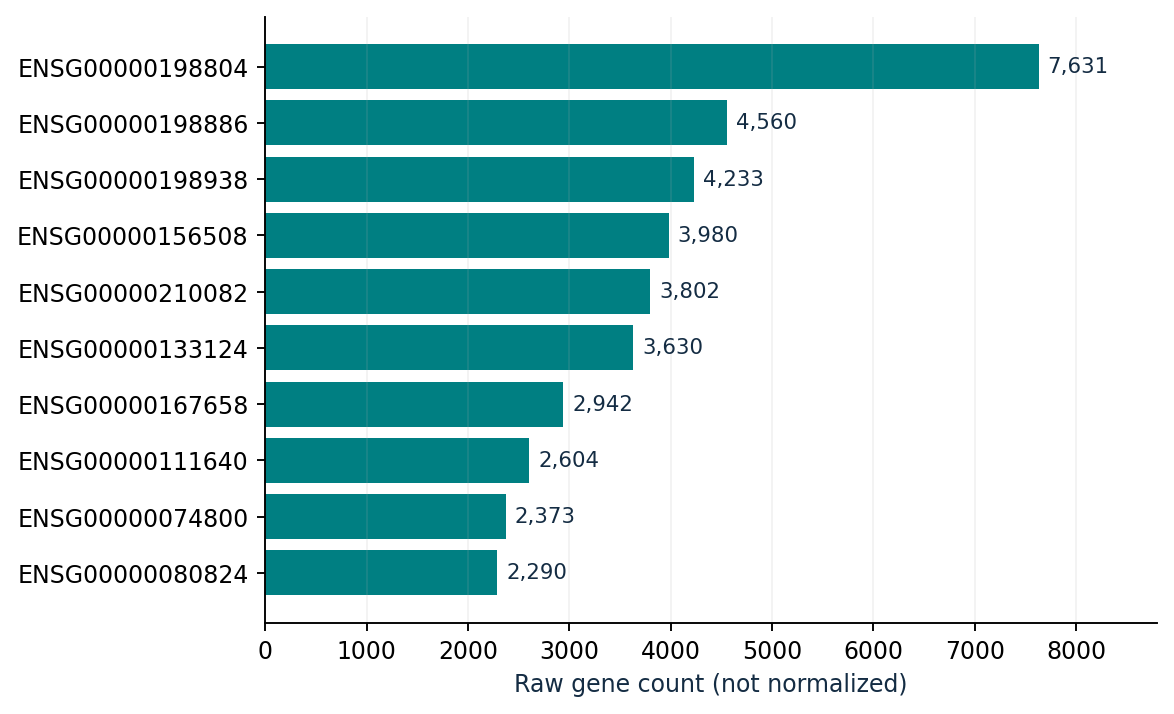 ENSG00000198804 7,631
ENSG00000198886 4,560
ENSG00000198938 4,233
ENSG00000156508 3,980
ENSG00000210082 3,802
ENSG00000133124 3,630
ENSG00000167658 2,942
ENSG00000111640 2,604
ENSG00000074800 2,373
ENSG00000080824 2,290
0 1000 2000 3000 4000 5000 6000 7000 8000
Raw gene count (not normalized)